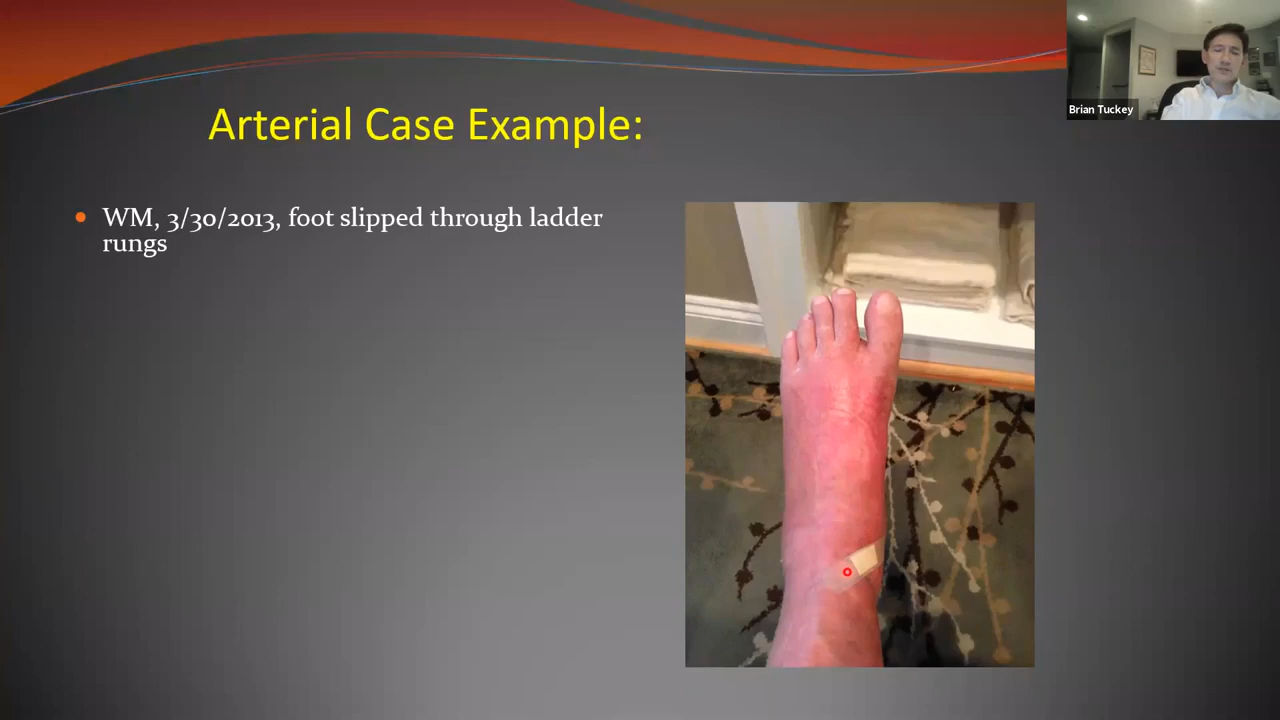 Brian Tuckey
Arterial Case Example:
WM, 3/30/2013, foot slipped through ladder
rungs